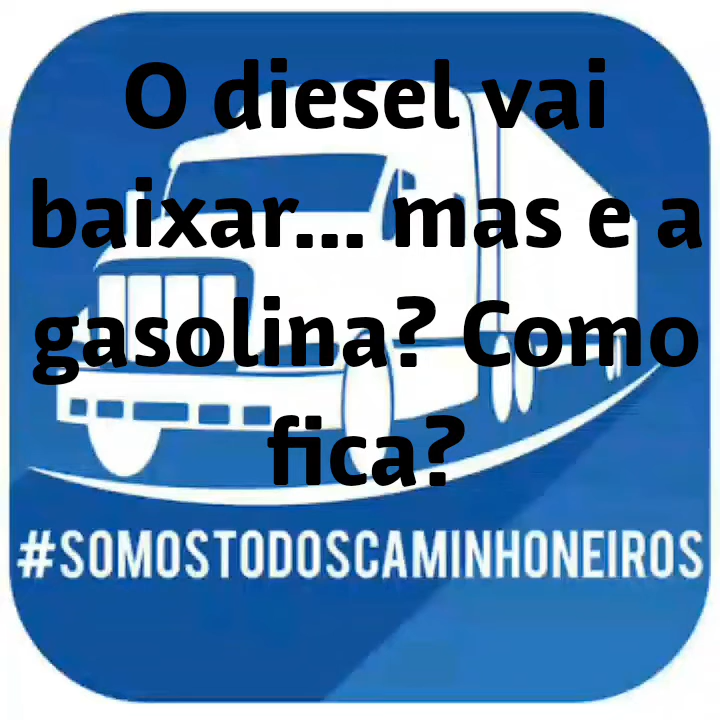 O diesel vai
baixar... mas e a
gasolina? Como
fica?
#SOMOSTODOSCAMINHONEIROS